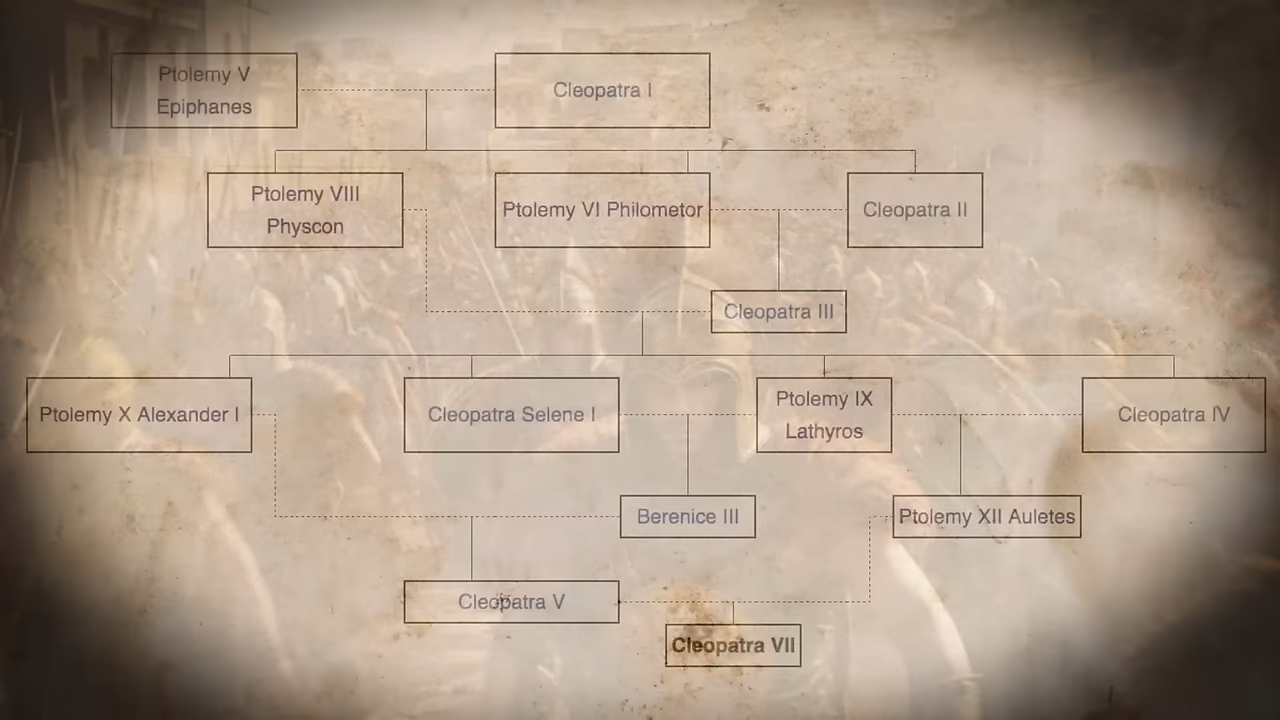 Ptolemy V
Epiphanes
Cleopatra I
Ptolemy VIII
Physcon
Ptolemy VI Philometor
Cleopatra II
Cleopatra III
Ptolemy X Alexander I
Cleopatra Selene I
Ptolemy IX
Lathyros
Cleopatra IV
Berenice III
Ptolemy XII Auletes
Cleopatra V
Cleopatra VII